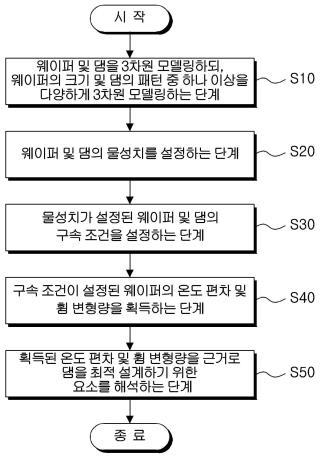 시 작
웨이퍼 및 댐을 3차원 모델링하되,
웨이퍼의 크기 및 댐의 패턴 중 하나 이상을
다양하게 3차원 모델링하는 단계
S10
웨이퍼 및 댐의 물성치를 설정하는 단계
S20
물성치가 설정된 웨이퍼 및 댐의
구속 조건을 설정하는 단계
S30
구속 조건이 설정된 웨이퍼의 온도 편차 및
휨 변형량을 획득하는 단계
S40
획득된 온도 편차 및 휨 변형량을 근거로
댐을 최적 설계하기 위한
요소를 해석하는 단계
S50
종 료